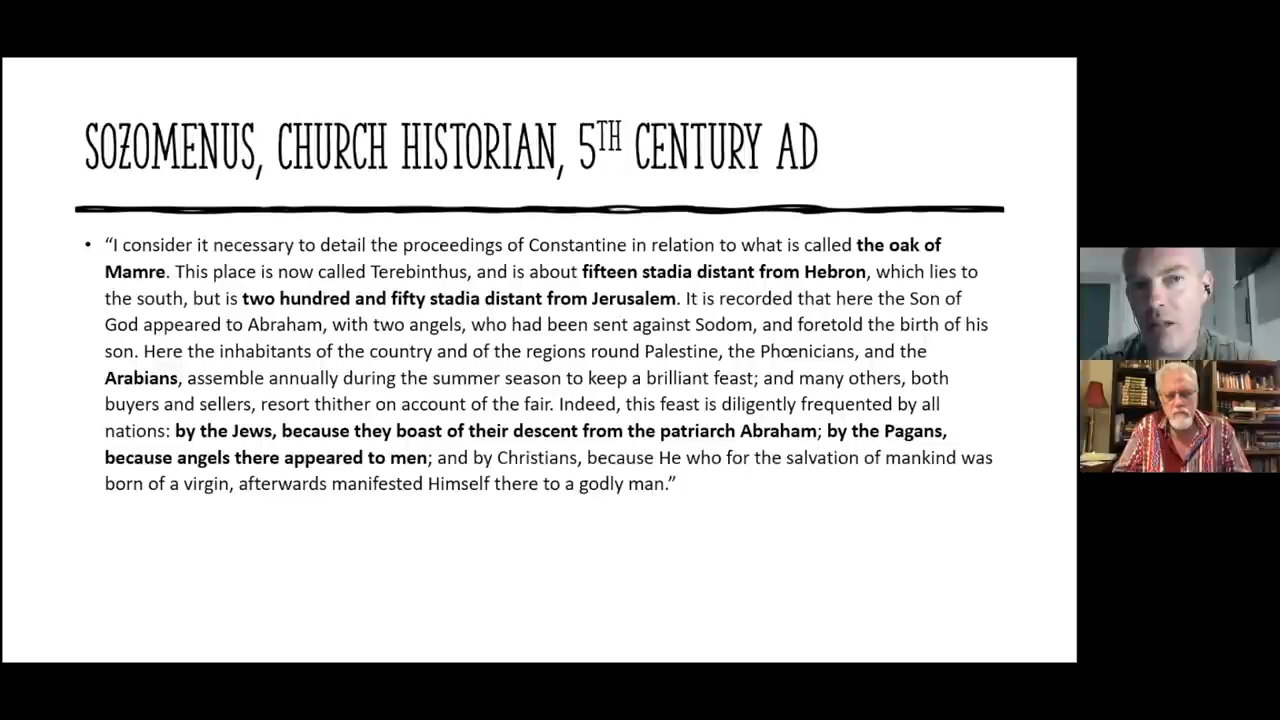 SOZOMENUS, CHURCH HISTORIAN, 5TH CENTURY AD
• “I consider it necessary to detail the proceedings of Constantine in relation to what is called the oak of
Mamre. This place is now called Terebinthus, and is about fifteen stadia distant from Hebron, which lies to
the south, but is two hundred and fifty stadia distant from Jerusalem. It is recorded that here the Son of
God appeared to Abraham, with two angels, who had been sent against Sodom, and foretold the birth of his
son. Here the inhabitants of the country and of the regions round Palestine, the Phœnicians, and the
Arabians, assemble annually during the summer season to keep a brilliant feast; and many others, both
buyers and sellers, resort thither on account of the fair. Indeed, this feast is diligently frequented by all
nations: by the Jews, because they boast of their descent from the patriarch Abraham; by the Pagans,
because angels there appeared to men; and by Christians, because He who for the salvation of mankind was
born of a virgin, afterwards manifested Himself there to a godly man.”